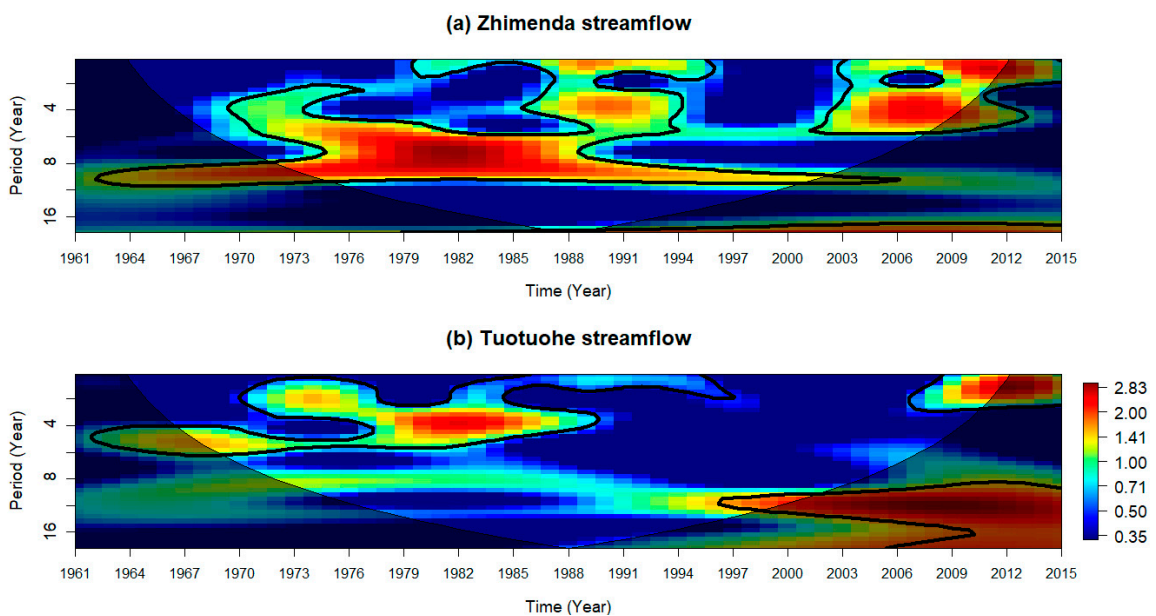 (a) Zhimenda streamflow
Period (Year)
4
8
16
1961 1964 1967 1970 1973 1976 1979 1982 1985 1988 1991 1994 1997 2000 2003 2006 2009 2012 2015
Time (Year)
(b) Tuotuohe streamflow
Period (Year)
4
8
16
2.83
2.00
1.41
1.00
0.71
0.50
0.35
1961 1964 1967 1970 1973 1976 1979 1982 1985 1988 1991 1994 1997 2000 2003 2006 2009 2012 2015
Time (Year)